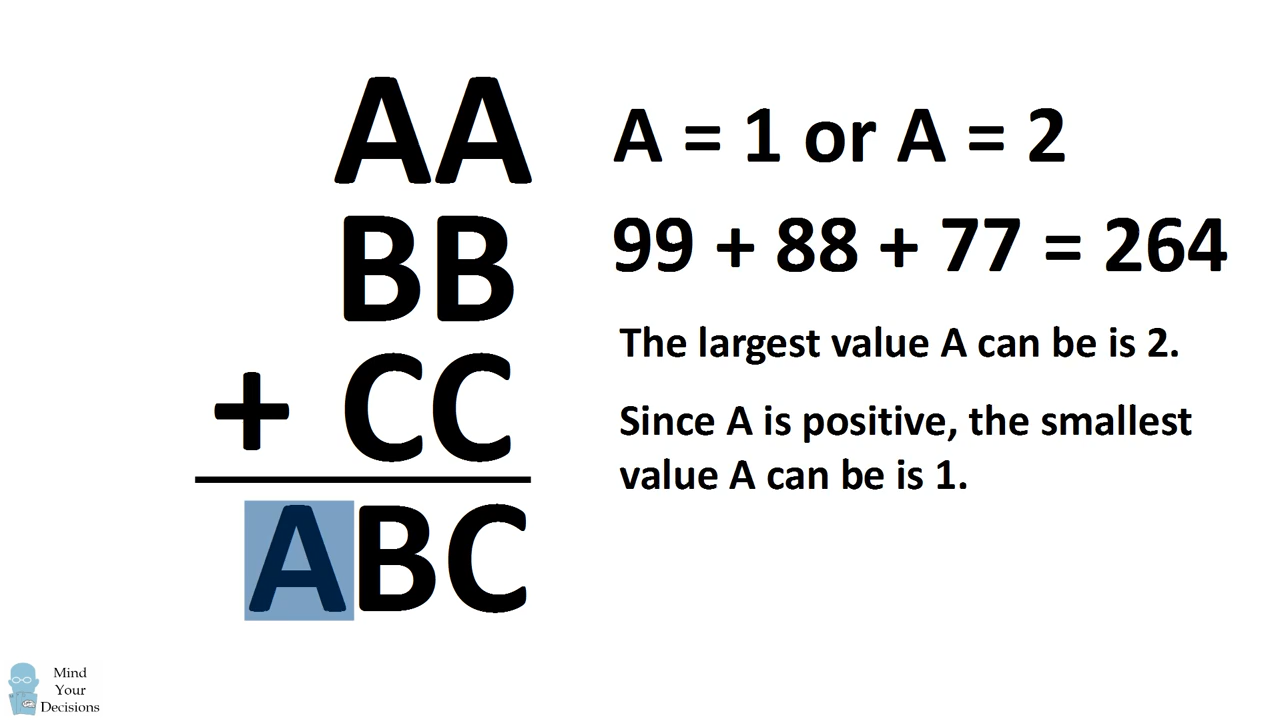 AA
BB
+ CC
ABC
A = 1 or A = 2
99 + 88 + 77 = 264
The largest value A can be is 2.
Since A is positive, the smallest
value A can be is 1.
Mind
Your
Decisions